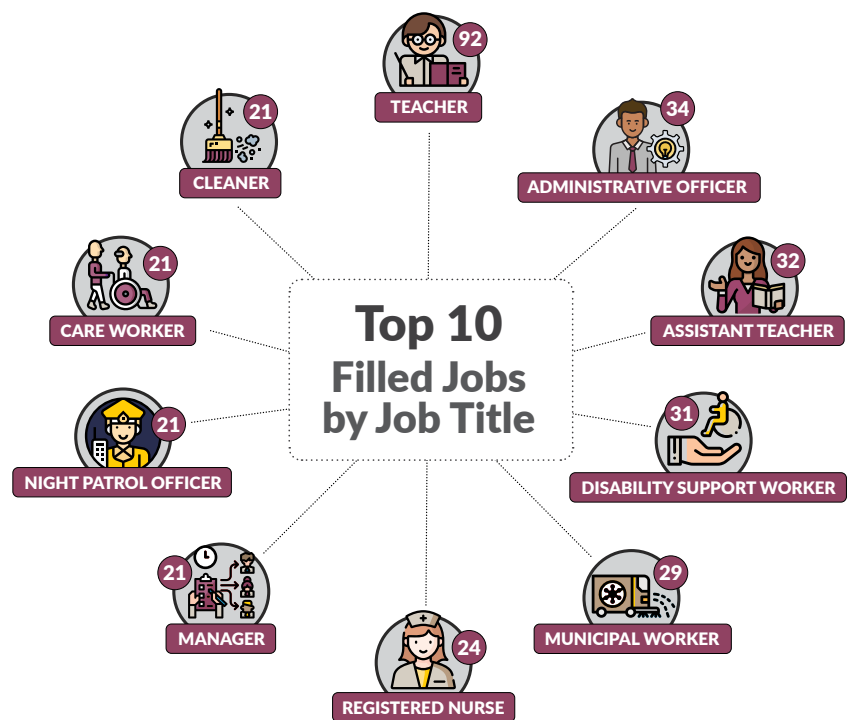 Top 10
Filled Jobs
by Job Title
92
TEACHER
34
ADMINISTRATIVE OFFICER
32
ASSISTANT TEACHER
31
DISABILITY SUPPORT WORKER
29
MUNICIPAL WORKER
24
REGISTERED NURSE
21
MANAGER
21
NIGHT PATROL OFFICER
21
CARE WORKER
21
CLEANER